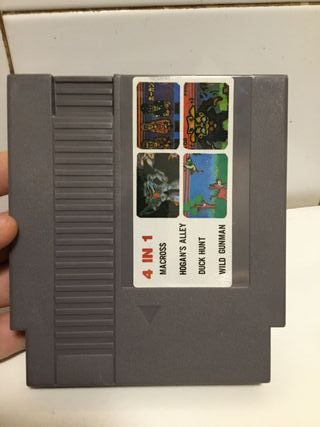 4 IN 1
MACROSS
HOGAN'S ALLEY
DUCK HUNT
WILD GUNMAN